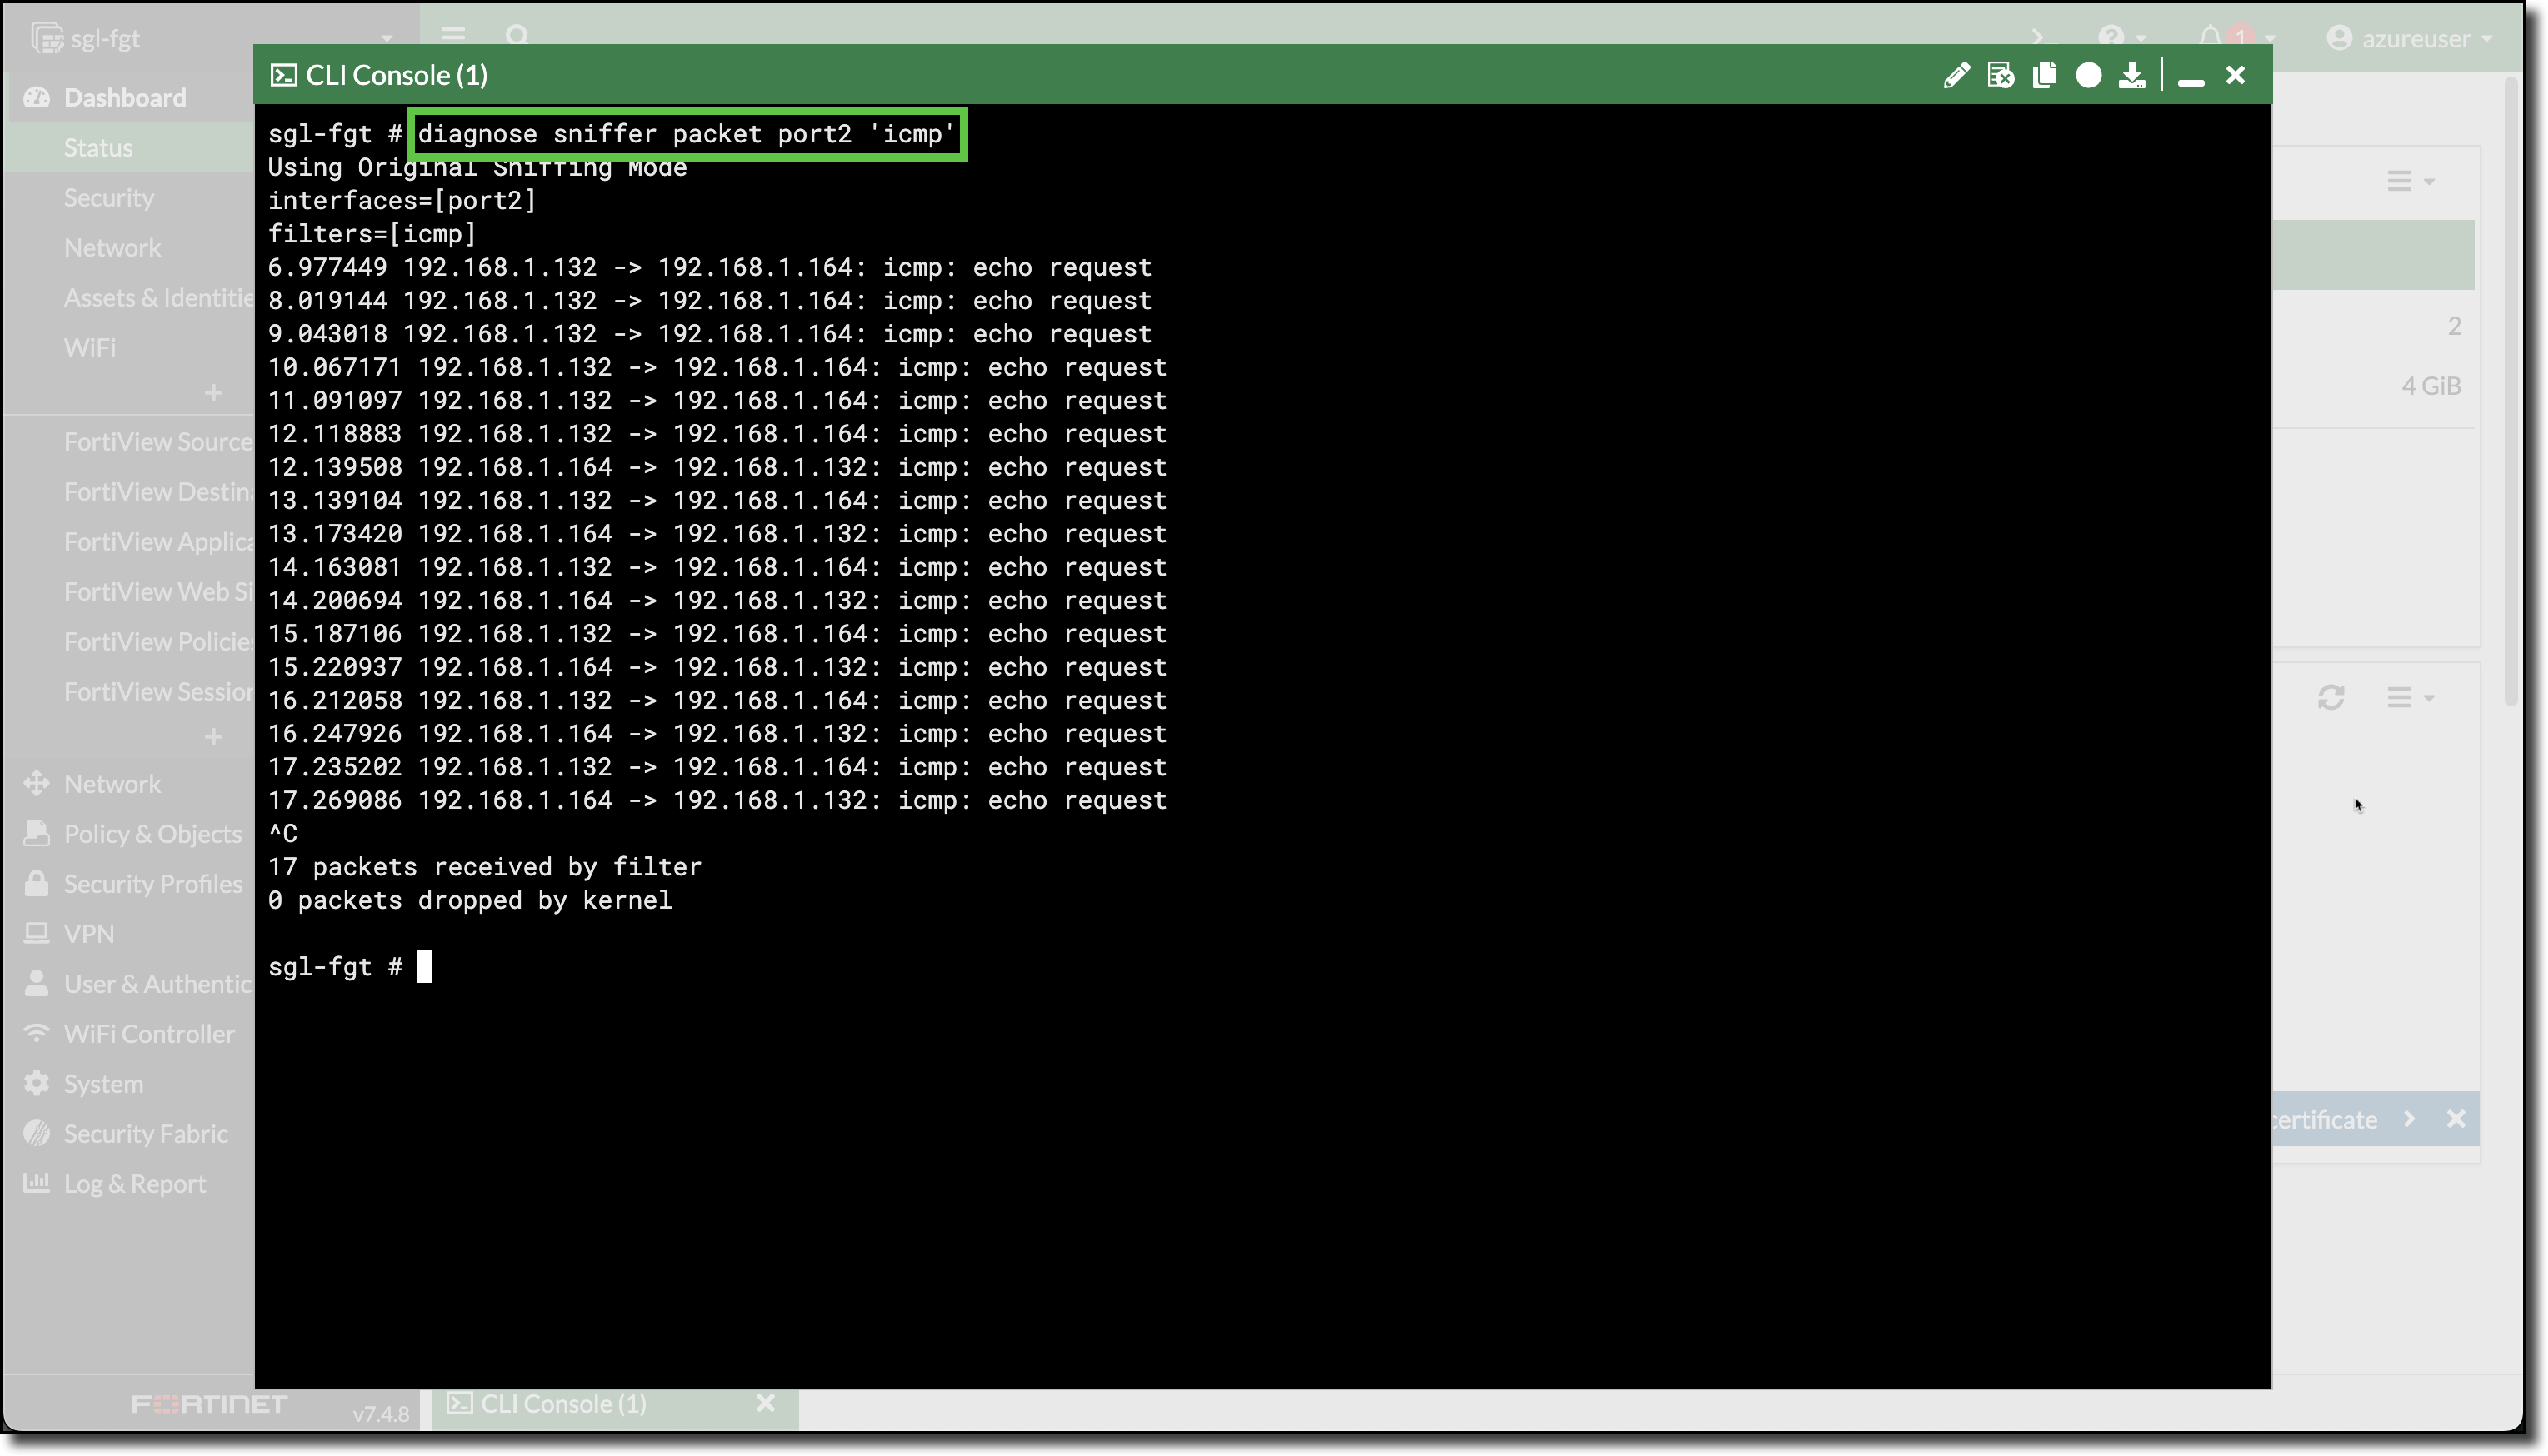 sgl-fgt
azureuser
1
CLI Console (1)
Dashboard
Status
Security
Network
Assets & Identitie
WiFi
FortiView Source
FortiView Destin
FortiView Applica
FortiView Web Si
FortiView Policie
FortiView Session
Network
Policy & Objects
Security Profiles
VPN
User & Authentic
WiFi Controller
System
Security Fabric
Log & Report
sgl-fgt # diagnose sniffer packet port2 'icmp'
Using Original Sniffing Mode
interfaces=[port2]
filters=[icmp]
6.977449 192.168.1.132 -> 192.168.1.164: icmp: echo request
8.019144 192.168.1.132 -> 192.168.1.164: icmp: echo request
9.043018 192.168.1.132 -> 192.168.1.164: icmp: echo request
10.067171 192.168.1.132 -> 192.168.1.164: icmp: echo request
11.091097 192.168.1.132 -> 192.168.1.164: icmp: echo request
12.118883 192.168.1.132 -> 192.168.1.164: icmp: echo request
12.139508 192.168.1.164 -> 192.168.1.132: icmp: echo request
13.139104 192.168.1.132 -> 192.168.1.164: icmp: echo request
13.173420 192.168.1.164 -> 192.168.1.132: icmp: echo request
14.163081 192.168.1.132 -> 192.168.1.164: icmp: echo request
14.200694 192.168.1.164 -> 192.168.1.132: icmp: echo request
15.187106 192.168.1.132 -> 192.168.1.164: icmp: echo request
15.220937 192.168.1.164 -> 192.168.1.132: icmp: echo request
16.212058 192.168.1.132 -> 192.168.1.164: icmp: echo request
16.247926 192.168.1.164 -> 192.168.1.132: icmp: echo request
17.235202 192.168.1.132 -> 192.168.1.164: icmp: echo request
17.269086 192.168.1.164 -> 192.168.1.132: icmp: echo request
^C
17 packets received by filter
0 packets dropped by kernel
sgl-fgt #
2
4 GiB
certificate
FORTINET
v7.4.8
CLI Console (1)